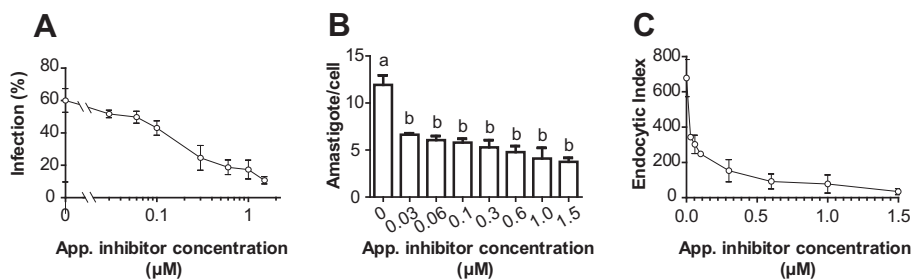 A
Infection (%)
80
60
40
20
0
0
0.1
1
App. inhibitor concentration
(µM)
B
Amastigote/cell
15
10
5
0
a
b
b
b
b
b
b
b
0
0.03
0.06
0.1
0.3
0.6
1.0
1.5
App. inhibitor concentration
(µM)
C
Endocytic Index
800
600
400
200
0
0.0
0.5
1.0
1.5
App. inhibitor concentration
(µM)